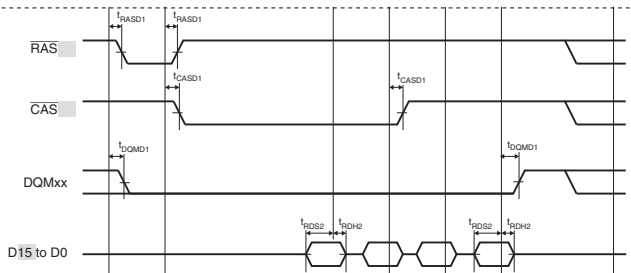 tRASD1 tRASD1
RAS
tCASD1 tCASD1
CAS
tDQMD1 tDQMD1
DQMxx
tRDS2 tRDH2 tRDS2 tRDH2
D15 to D0